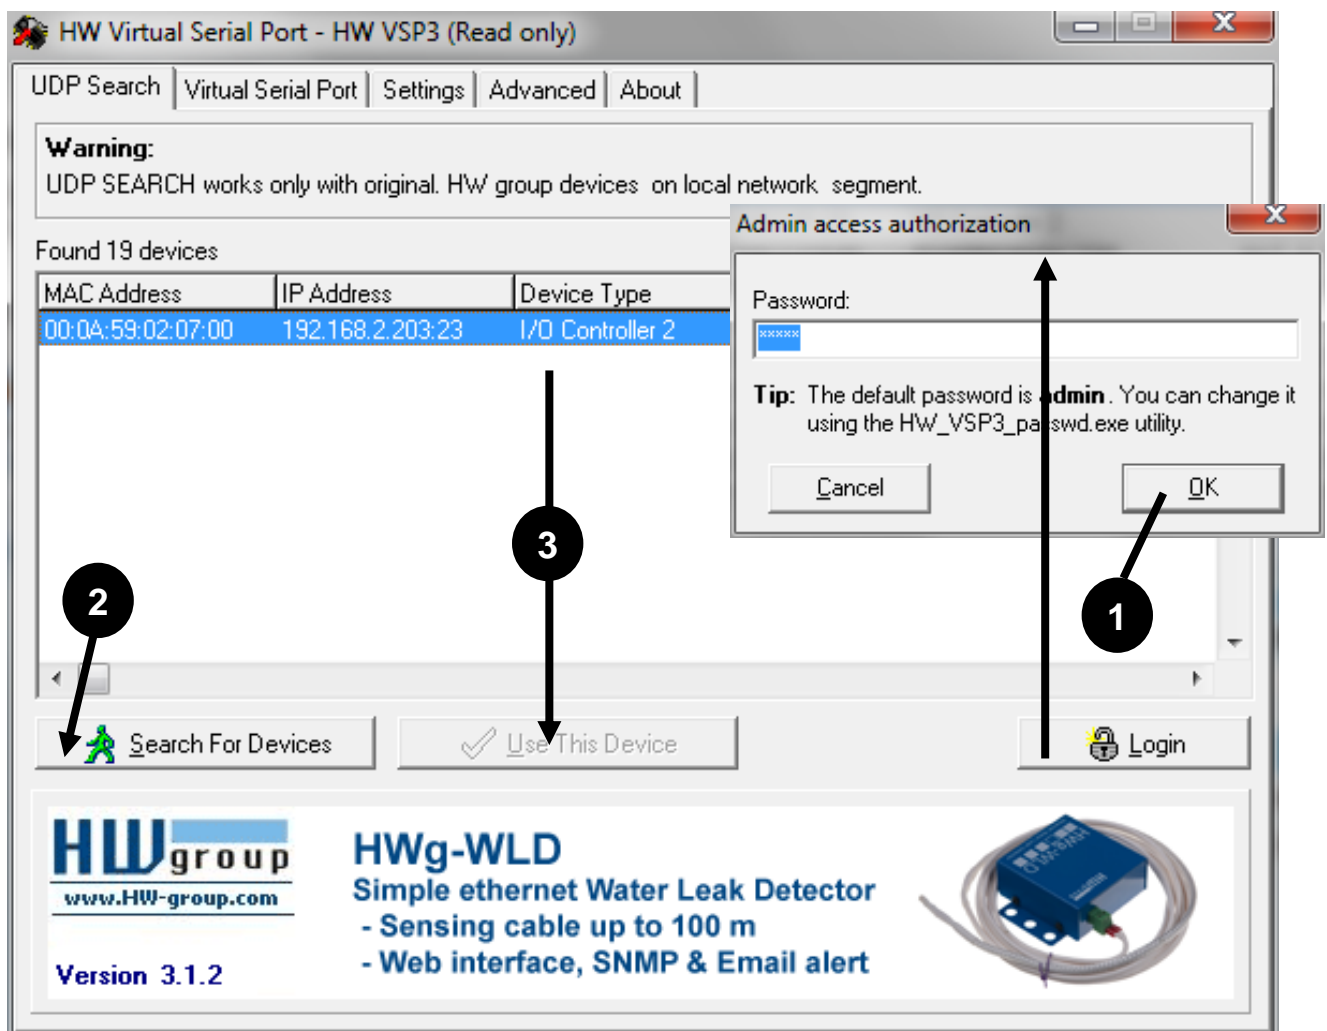 HW Virtual Serial Port - HW VSP3 (Read only)
UDP Search
Virtual Serial Port
Settings
Advanced
About
Warning:
UDP SEARCH works only with original. HW group devices on local network segment.
Admin access authorization
Found 19 devices
MAC Address
IP Address
Device Type
00:0A:59:02:07:00
192.168.2.203:23
I/O Controller 2
Password:
*****
Tip: The default password is admin. You can change it
using the HW_VSP3_passwd.exe utility.
Cancel
OK
3
2
1
Search For Devices
Use This Device
Login
HW group
www.HW-group.com
Version 3.1.2
HWg-WLD
Simple ethernet Water Leak Detector
- Sensing cable up to 100 m
- Web interface, SNMP & Email alert
HWg-WLD